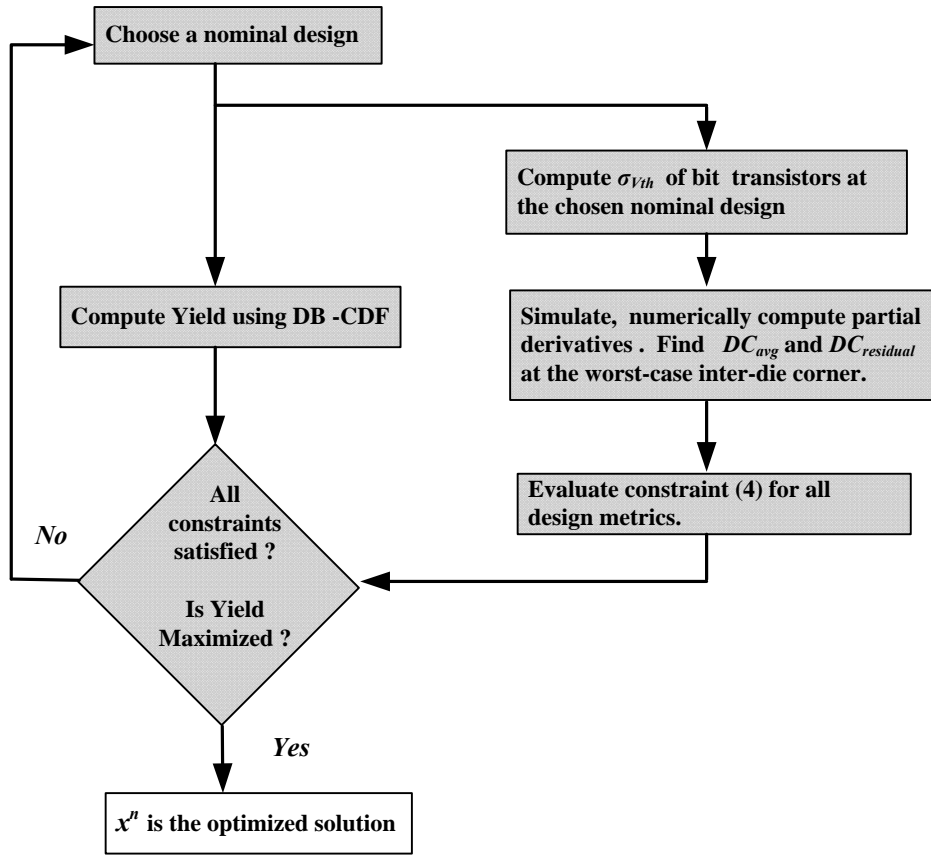 Choose a nominal design
Compute σVth of bit transistors at
the chosen nominal design
Compute Yield using DB -CDF
Simulate, numerically compute partial
derivatives . Find DCavg and DCresidual
at the worst-case inter-die corner.
Evaluate constraint (4) for all
design metrics.
All
constraints
satisfied ?
Is Yield
Maximized ?
No
Yes
xn is the optimized solution